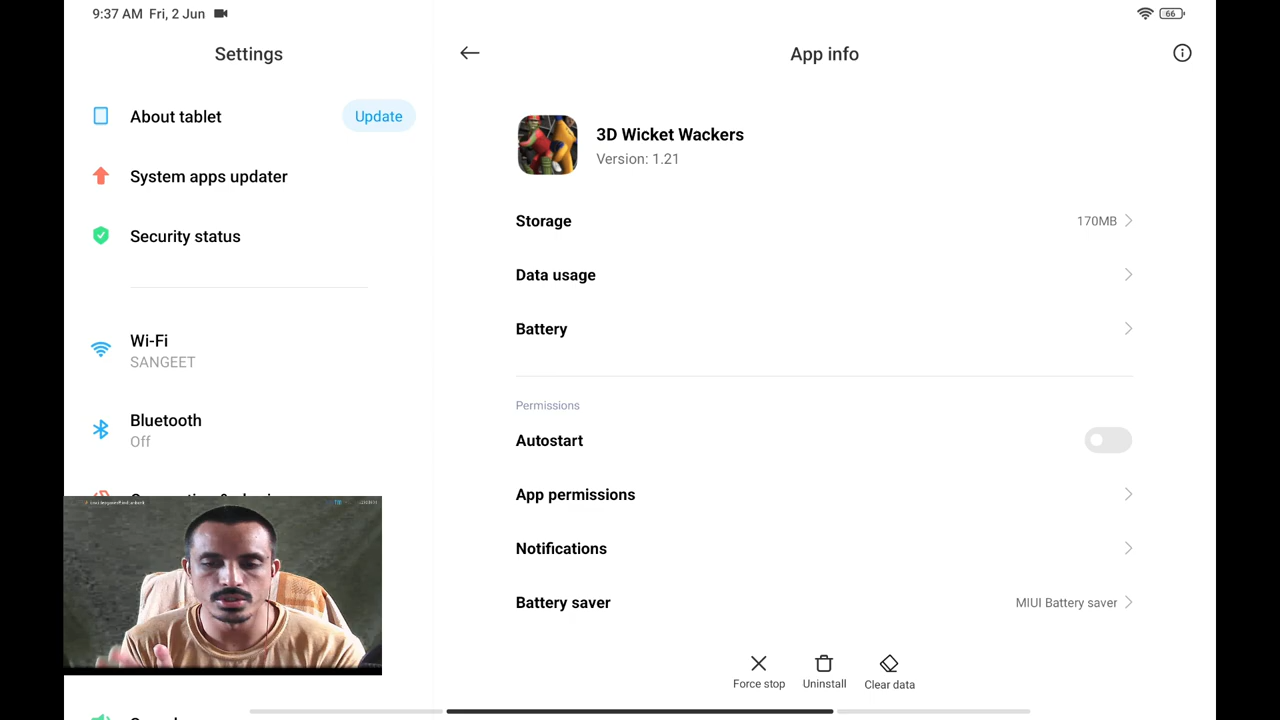 9:37 AM Fri, 2 Jun
66
Settings
App info
About tablet
Update
System apps updater
Security status
Wi-Fi
SANGEET
Bluetooth
Off
3D Wicket Wackers
Version: 1.21
Storage
170MB
Data usage
Battery
Permissions
Autostart
App permissions
Notifications
Battery saver
MIUI Battery saver
Force stop
Uninstall
Clear data